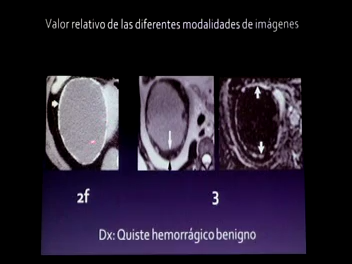 Valor relativo de las diferentes modalidades de imágenes
2f
3
Dx: Quiste hemorrágico benigno